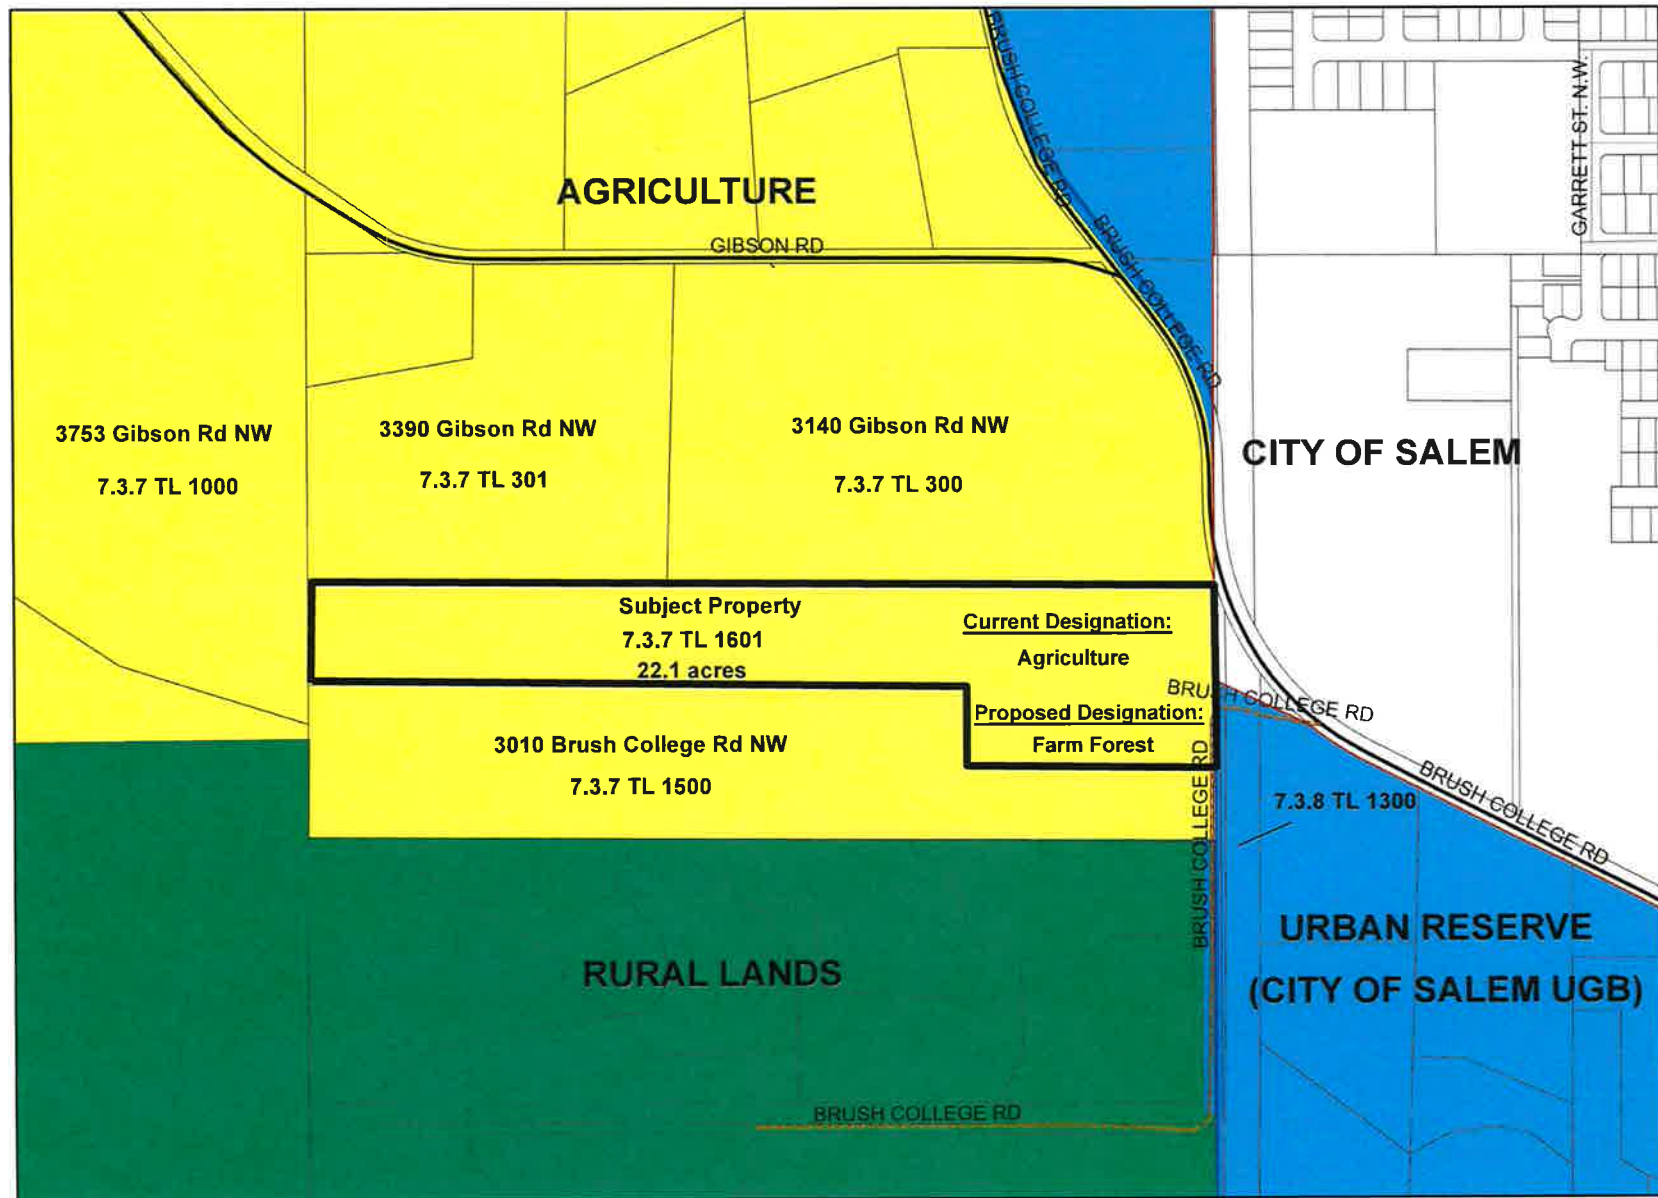 BRUSH COLLEGE RD
GARRETT ST. N.W.
AGRICULTURE
GIBSON RD
BRUSH COLLEGE RD
3753 Gibson Rd NW
7.3.7 TL 1000
3390 Gibson Rd NW
7.3.7 TL 301
3140 Gibson Rd NW
7.3.7 TL 300
CITY OF SALEM
Subject Property
7.3.7 TL 1601
22.1 acres
Current Designation:
Agriculture
Proposed Designation:
Farm Forest
BRUSH COLLEGE RD
3010 Brush College Rd NW
7.3.7 TL 1500
BRUSH COLLEGE RD
7.3.8 TL 1300
BRUSH COLLEGE RD
URBAN RESERVE
(CITY OF SALEM UGB)
RURAL LANDS
BRUSH COLLEGE RD